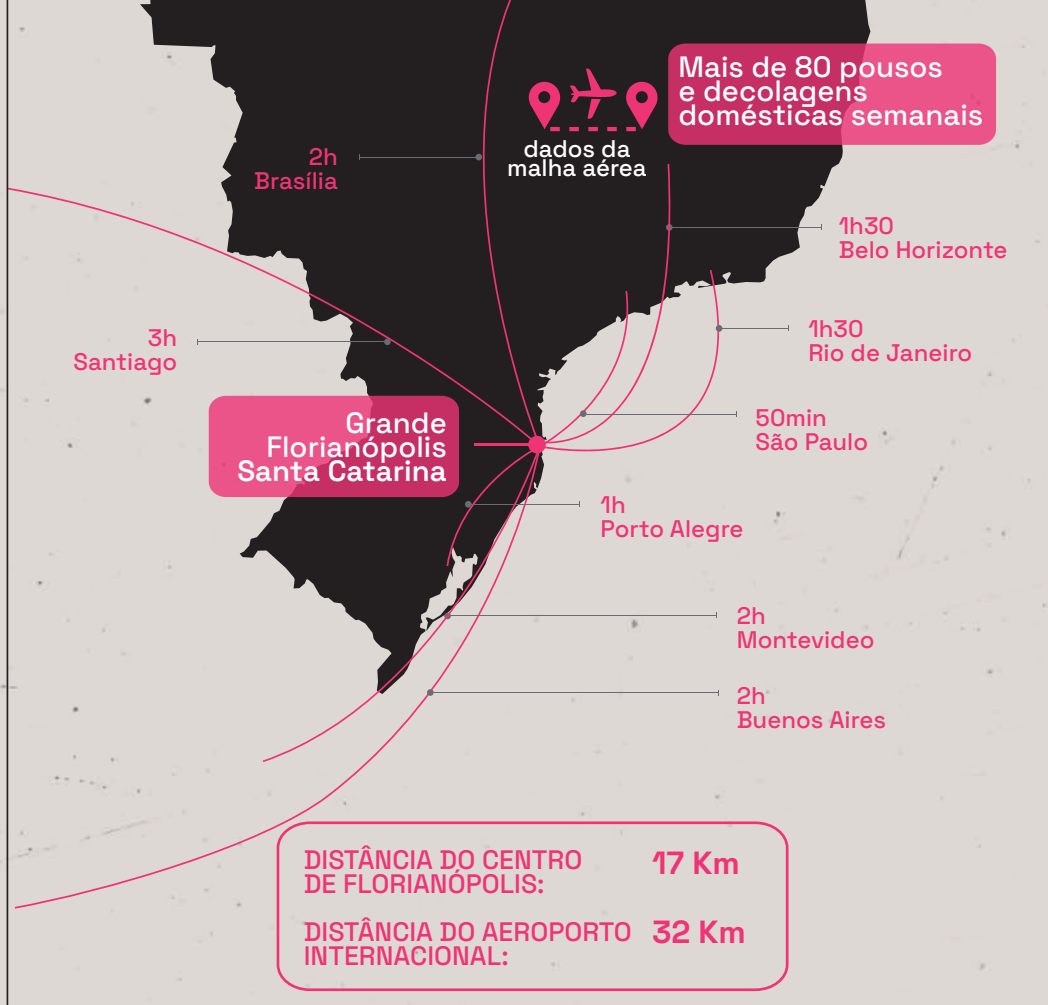 Mais de 80 pousos
e decolagens
domésticas semanais
dados da
malha aérea
2h
Brasília
1h30
Belo Horizonte
3h
Santiago
1h30
Rio de Janeiro
Grande
Florianópolis
Santa Catarina
50min
São Paulo
1h
Porto Alegre
2h
Montevideo
2h
Buenos Aires
DISTÂNCIA DO CENTRO
DE FLORIANÓPOLIS:
17 Km
DISTÂNCIA DO AEROPORTO
INTERNACIONAL:
32 Km